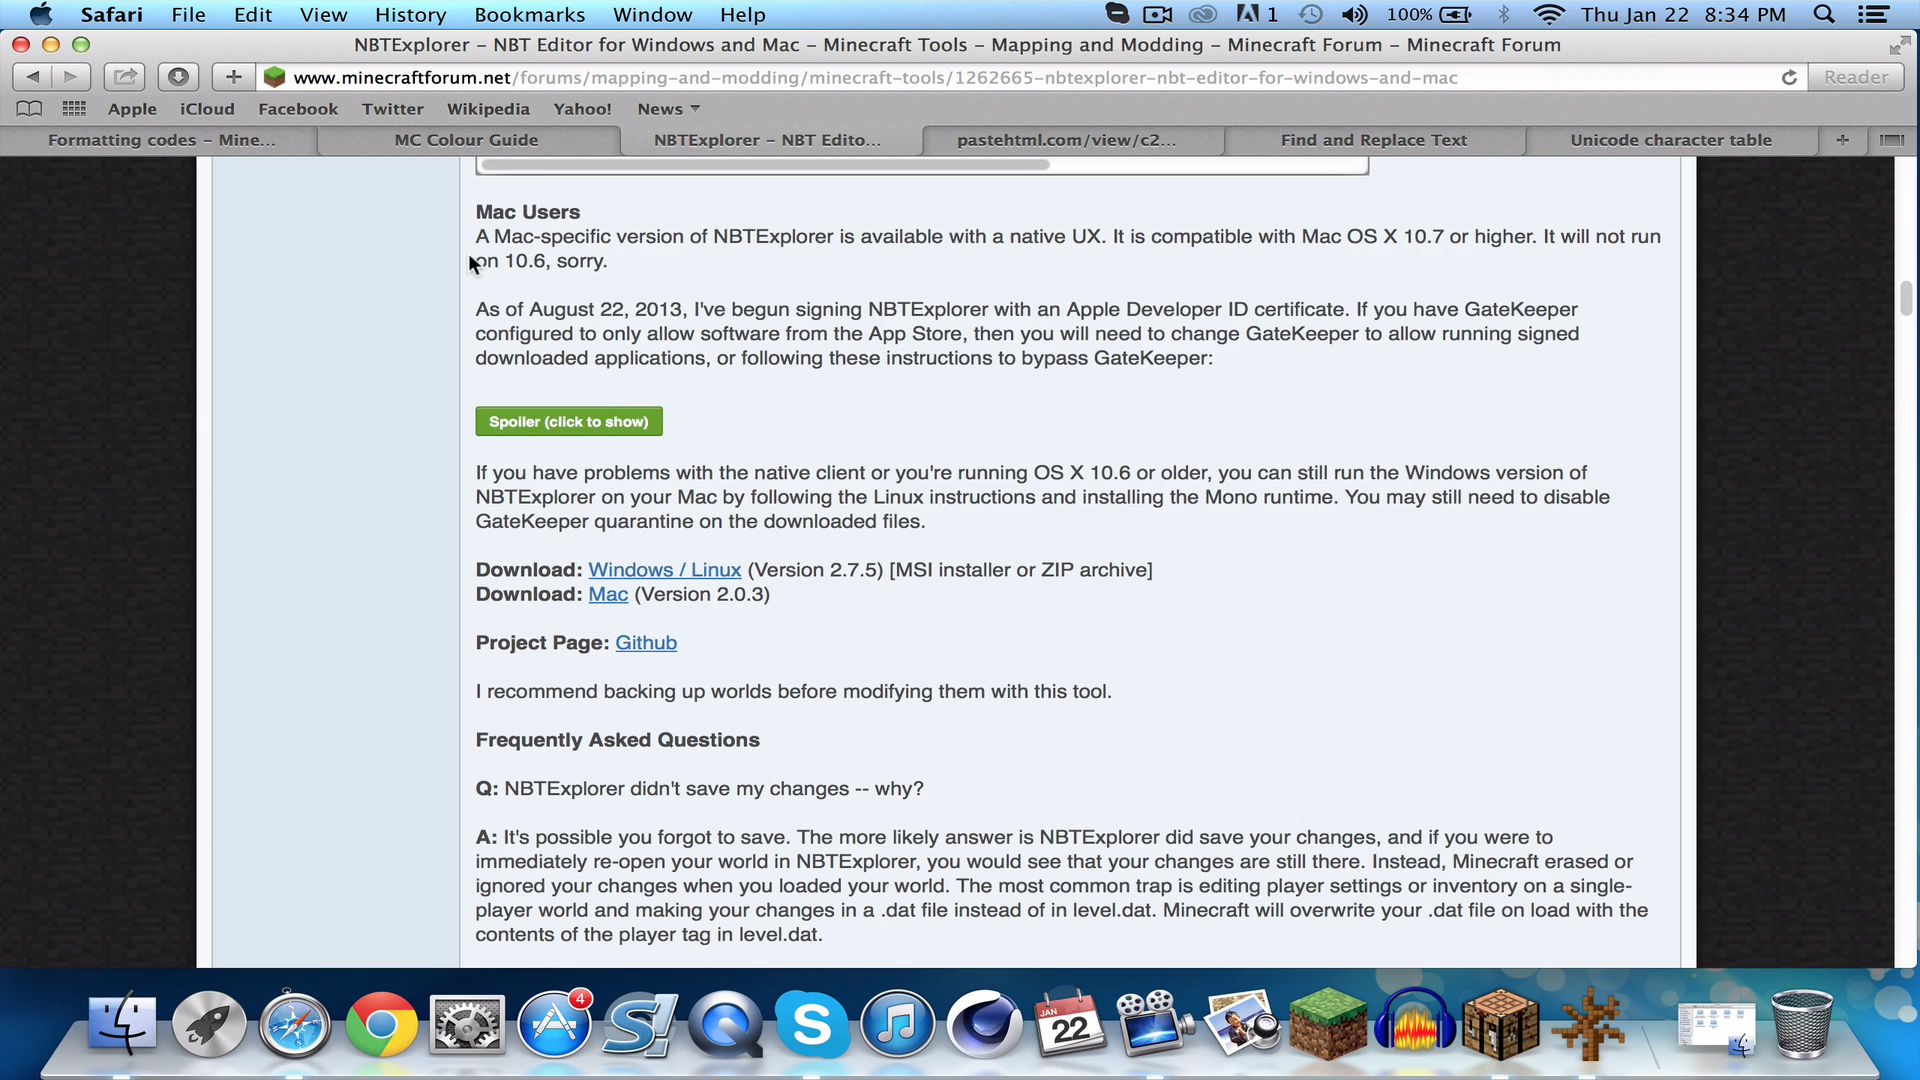 Safari File Edit View History Bookmarks Window Help 1 100% Thu Jan 22 8:34 PM
NBTExplorer – NBT Editor for Windows and Mac – Minecraft Tools – Mapping and Modding – Minecraft Forum – Minecraft Forum
www.minecraftforum.net/forums/mapping-and-modding/minecraft-tools/1262665-nbtexplorer-nbt-editor-for-windows-and-mac Reader
Apple iCloud Facebook Twitter Wikipedia Yahoo! News
Formatting codes – Mine... MC Colour Guide NBTExplorer – NBT Edito... pastehtml.com/view/c2... Find and Replace Text Unicode character table
Mac Users
A Mac-specific version of NBTExplorer is available with a native UX. It is compatible with Mac OS X 10.7 or higher. It will not run
on 10.6, sorry.
As of August 22, 2013, I've begun signing NBTExplorer with an Apple Developer ID certificate. If you have GateKeeper
configured to only allow software from the App Store, then you will need to change GateKeeper to allow running signed
downloaded applications, or following these instructions to bypass GateKeeper:
Spoiler (click to show)
If you have problems with the native client or you're running OS X 10.6 or older, you can still run the Windows version of
NBTExplorer on your Mac by following the Linux instructions and installing the Mono runtime. You may still need to disable
GateKeeper quarantine on the downloaded files.
Download: Windows / Linux (Version 2.7.5) [MSI installer or ZIP archive]
Download: Mac (Version 2.0.3)
Project Page: Github
I recommend backing up worlds before modifying them with this tool.
Frequently Asked Questions
Q: NBTExplorer didn't save my changes -- why?
A: It's possible you forgot to save. The more likely answer is NBTExplorer did save your changes, and if you were to
immediately re-open your world in NBTExplorer, you would see that your changes are still there. Instead, Minecraft erased or
ignored your changes when you loaded your world. The most common trap is editing player settings or inventory on a single-
player world and making your changes in a .dat file instead of in level.dat. Minecraft will overwrite your .dat file on load with the
contents of the player tag in level.dat.
4
JAN
22